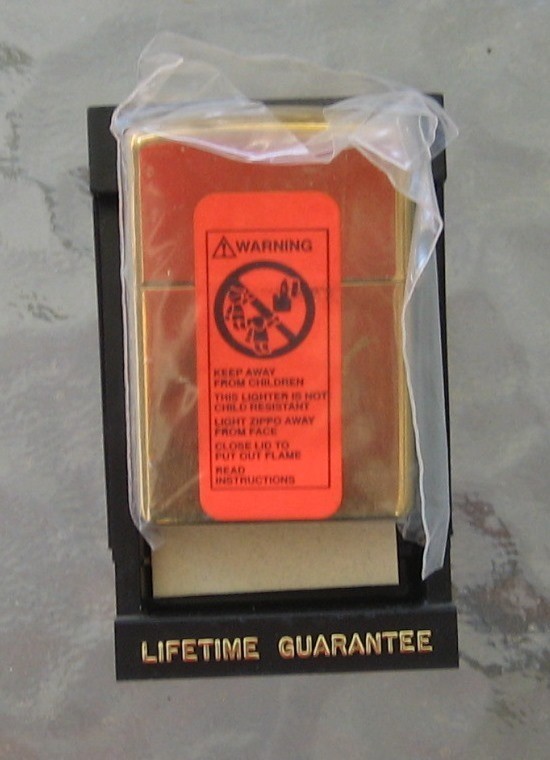 WARNING
KEEP AWAY
FROM CHILDREN
THIS LIGHTER IS NOT
CHILD RESISTANT
LIGHT ZIPPO AWAY
FROM FACE
CLOSE LID TO
PUT OUT FLAME
READ
INSTRUCTIONS
LIFETIME GUARANTEE